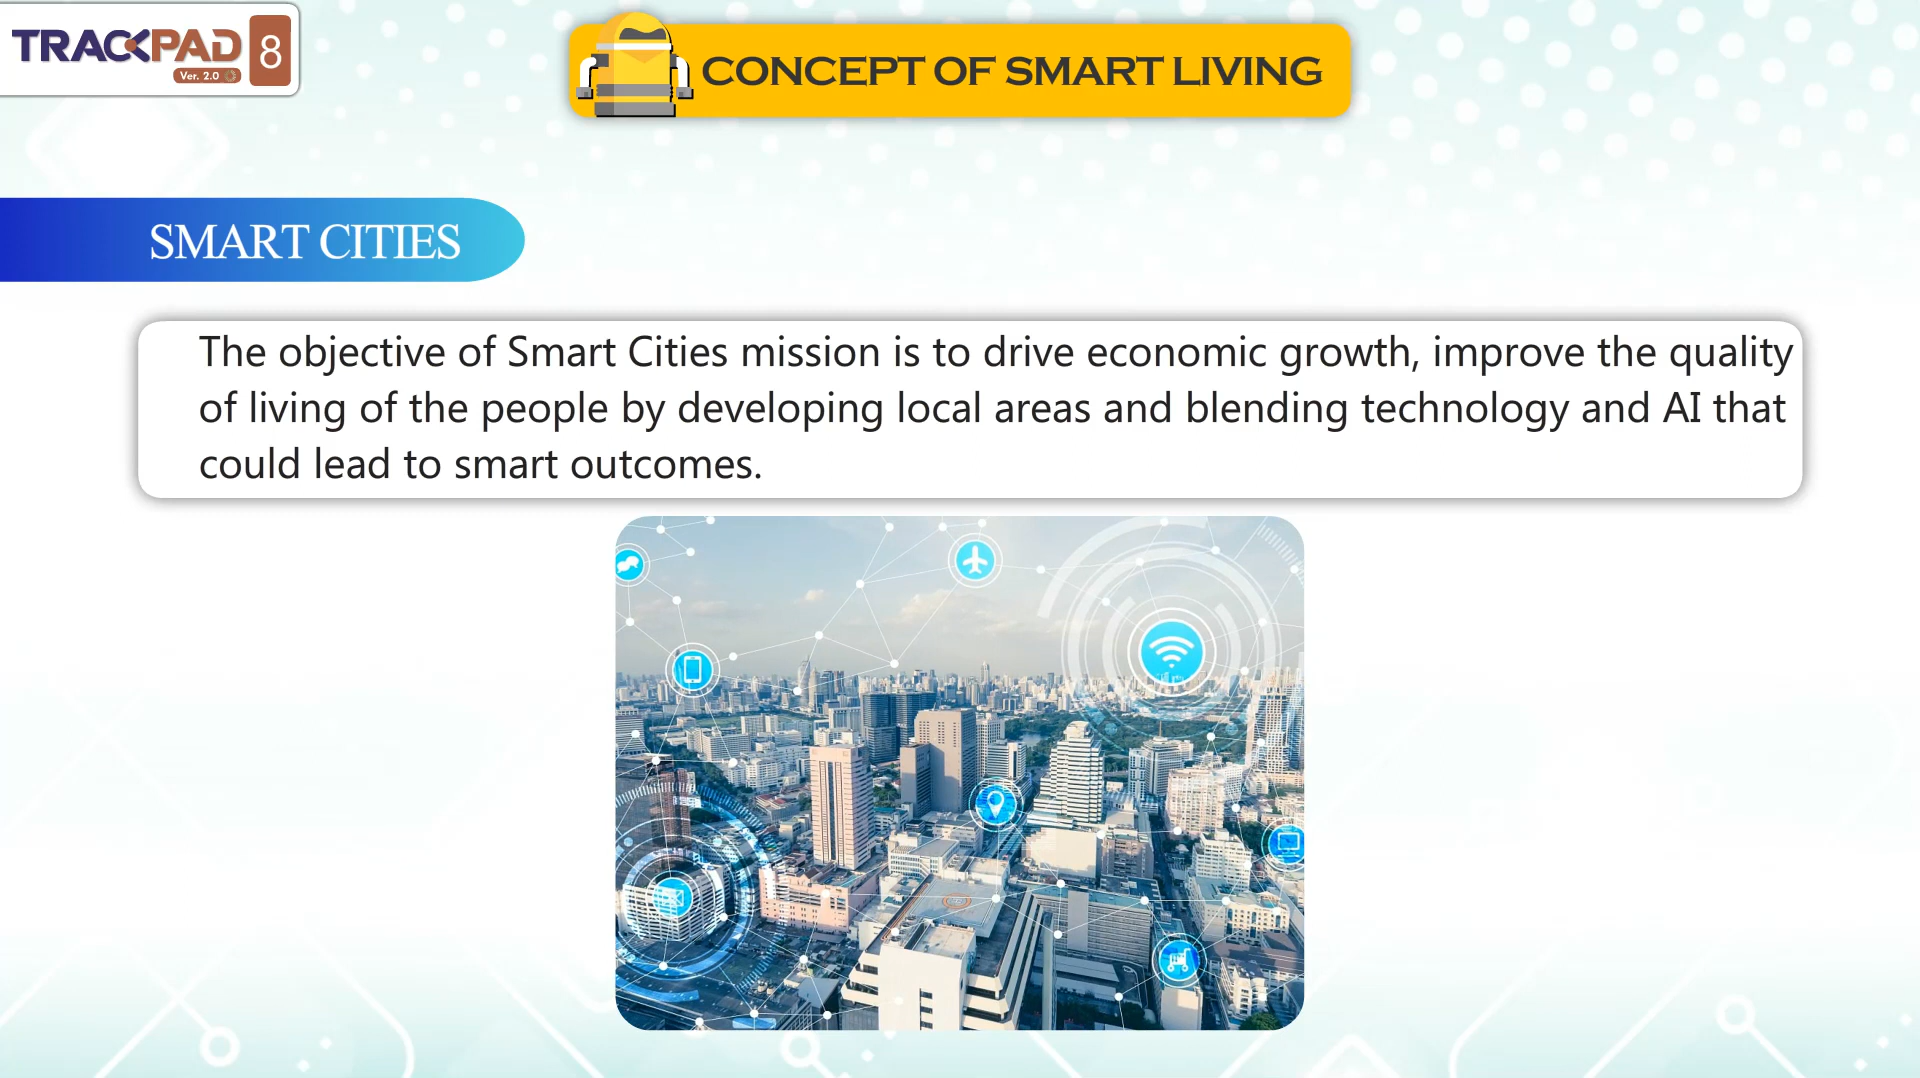 TRACKPAD
Ver. 2.0
8
CONCEPT OF SMART LIVING
SMART CITIES
The objective of Smart Cities mission is to drive economic growth, improve the quality
of living of the people by developing local areas and blending technology and AI that
could lead to smart outcomes.